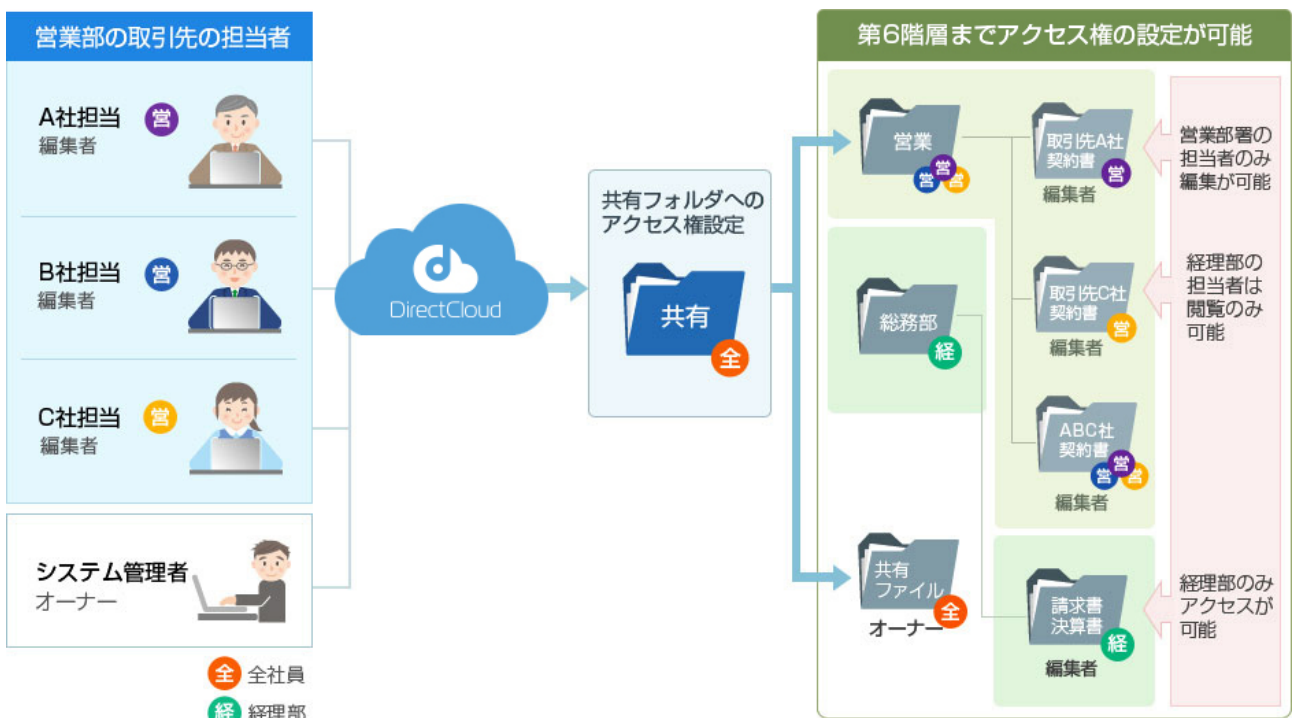 営業部の取引先の担当者
A社担当 営
編集者
B社担当 営
編集者
C社担当 営
編集者
システム管理者
オーナー
全 全社員
経 経理部
d
DirectCloud
共有フォルダへの
アクセス権設定
共有
全
第6階層までアクセス権の設定が可能
営業
営
営 営
取引先A社
契約書
営
編集者
営業部署の
担当者のみ
編集が可能
総務部
経
取引先C社
契約書
営
編集者
経理部の
担当者は
閲覧のみ
可能
ABC社
契約書
営
営 営
編集者
共有
ファイル
全
オーナー
請求書
決算書
経
編集者
経理部のみ
アクセスが
可能